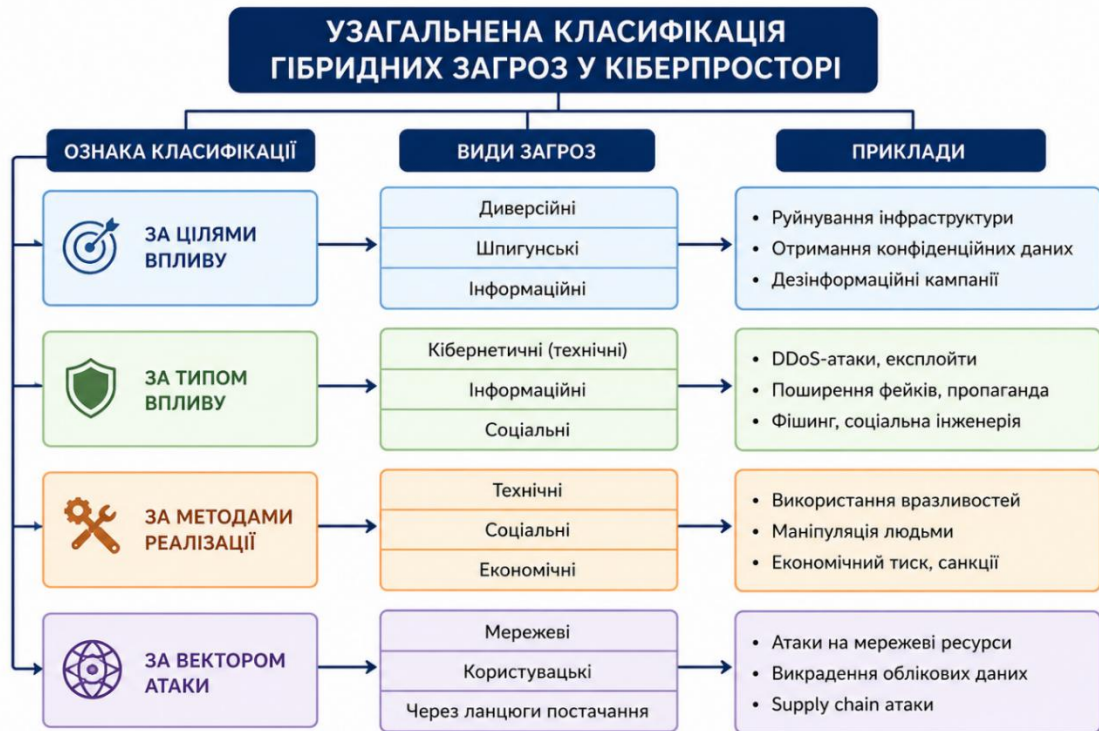 УЗАГАЛЬНЕНА КЛАСИФІКАЦІЯ
ГІБРИДНИХ ЗАГРОЗ У КІБЕРПРОСТОРІ
ОЗНАКА КЛАСИФІКАЦІЇ
ВИДИ ЗАГРОЗ
ПРИКЛАДИ
ЗА ЦІЛЯМИ
ВПЛИВУ
Диверсійні
Шпигунські
Інформаційні
• Руйнування інфраструктури
• Отримання конфіденційних даних
• Дезінформаційні кампанії
ЗА ТИПОМ
ВПЛИВУ
Кібернетичні (технічні)
Інформаційні
Соціальні
• DDoS-атаки, експлойти
• Поширення фейків, пропаганда
• Фішинг, соціальна інженерія
ЗА МЕТОДАМИ
РЕАЛІЗАЦІЇ
Технічні
Соціальні
Економічні
• Використання вразливостей
• Маніпуляція людьми
• Економічний тиск, санкції
ЗА ВЕКТОРОМ
АТАКИ
Мережеві
Користувацькі
Через ланцюги постачання
• Атаки на мережеві ресурси
• Викрадення облікових даних
• Supply chain атаки